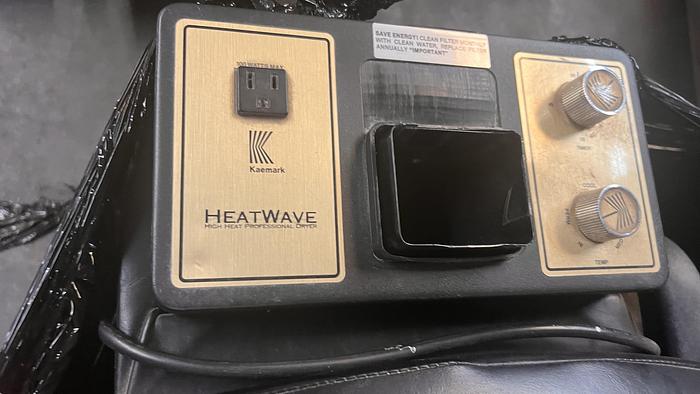 SAVE ENERGY! CLEAN FILTER MONTHLY
WITH CLEAN WATER, REPLACE FILTER
ANNUALLY "IMPORTANT"
100 WATTS MAX.
Kaemark
HEATWAVE
HIGH HEAT PROFESSIONAL DRYER
TIMER
COOL
TEMP